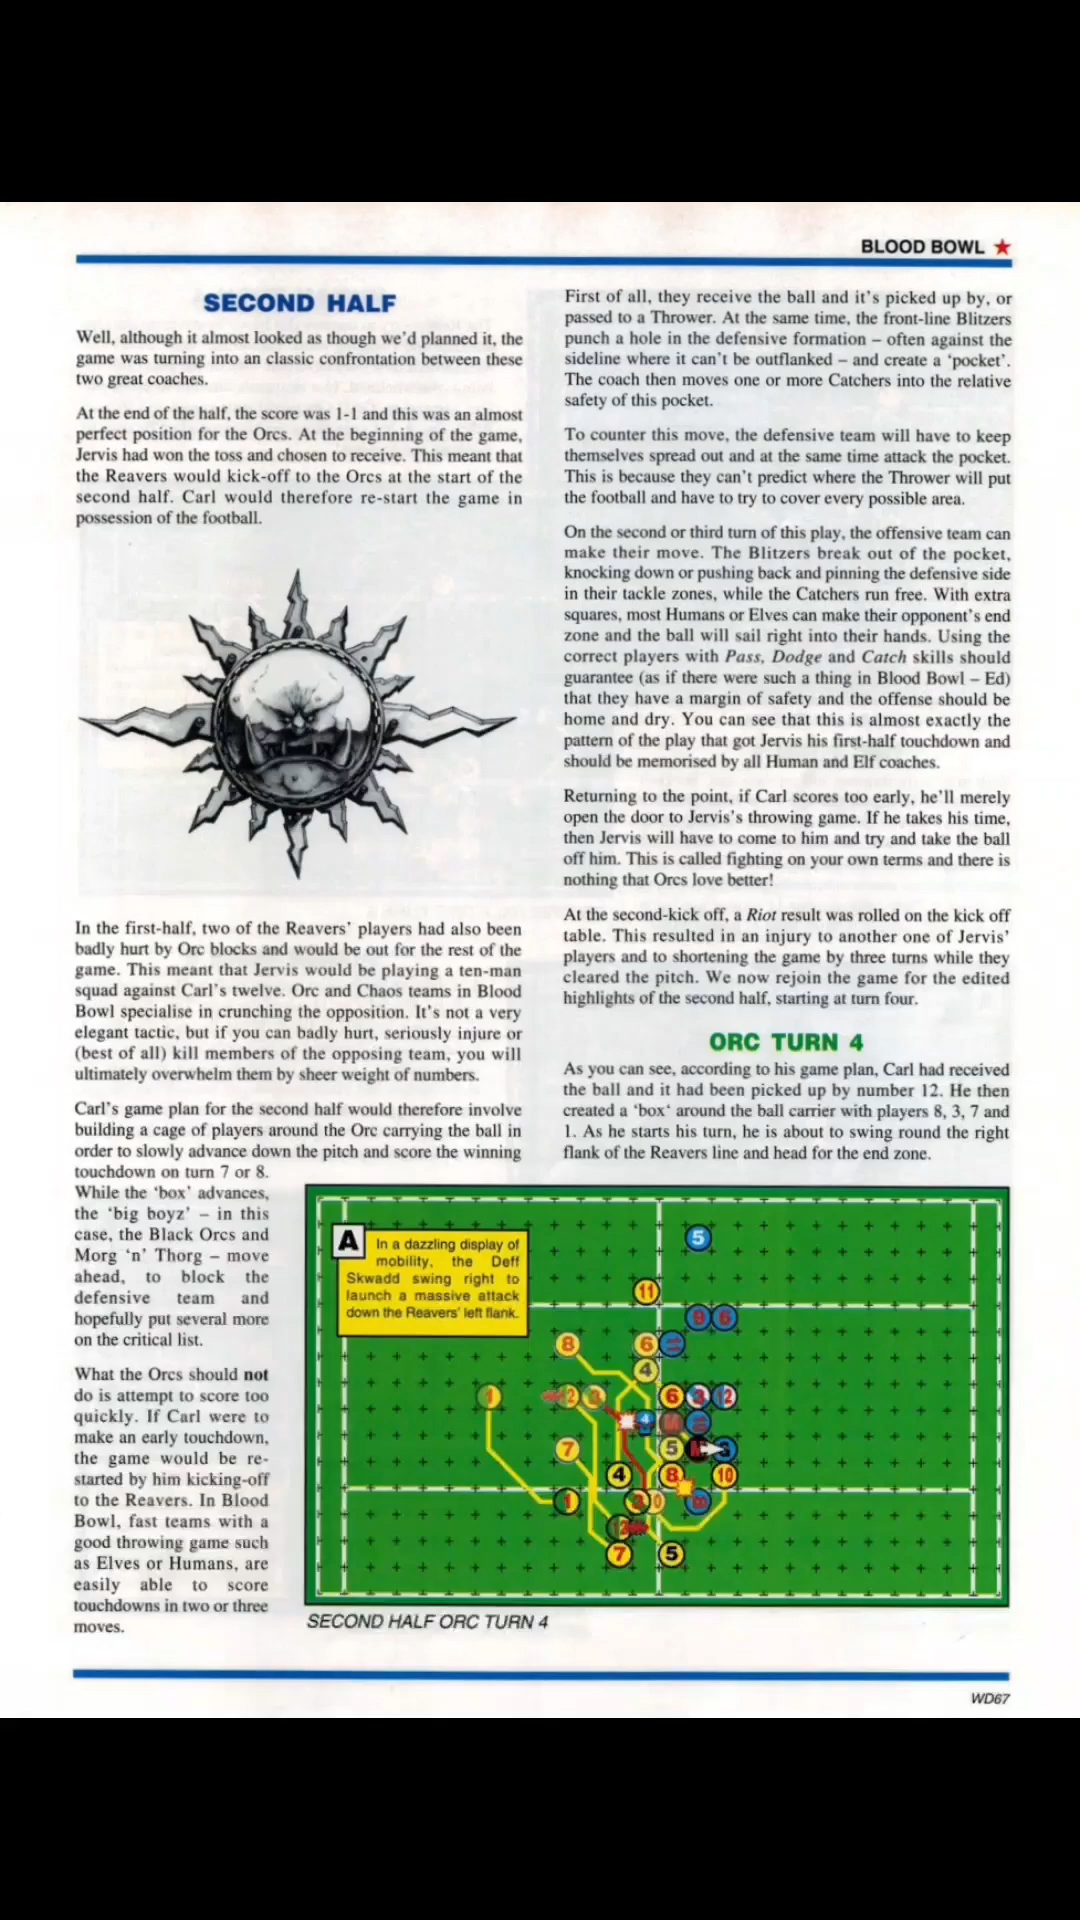 BLOOD BOWL ★
SECOND HALF
Well, although it almost looked as though we'd planned it, the
game was turning into an classic confrontation between these
two great coaches.
At the end of the half, the score was 1-1 and this was an almost
perfect position for the Orcs. At the beginning of the game,
Jervis had won the toss and chosen to receive. This meant that
the Reavers would kick-off to the Orcs at the start of the
second half. Carl would therefore re-start the game in
possession of the football.
In the first-half, two of the Reavers' players had also been
badly hurt by Orc blocks and would be out for the rest of the
game. This meant that Jervis would be playing a ten-man
squad against Carl's twelve. Orc and Chaos teams in Blood
Bowl specialise in crunching the opposition. It's not a very
elegant tactic, but if you can badly hurt, seriously injure or
(best of all) kill members of the opposing team, you will
ultimately overwhelm them by sheer weight of numbers.
Carl's game plan for the second half would therefore involve
building a cage of players around the Orc carrying the ball in
order to slowly advance down the pitch and score the winning
touchdown on turn 7 or 8.
While the 'box' advances,
the 'big boyz' – in this
case, the Black Orcs and
Morg 'n' Thorg – move
ahead, to block the
defensive team and
hopefully put several more
on the critical list.
What the Orcs should not
do is attempt to score too
quickly. If Carl were to
make an early touchdown,
the game would be re-
started by him kicking-off
to the Reavers. In Blood
Bowl, fast teams with a
good throwing game such
as Elves or Humans, are
easily able to score
touchdowns in two or three
moves.
First of all, they receive the ball and it's picked up by, or
passed to a Thrower. At the same time, the front-line Blitzers
punch a hole in the defensive formation – often against the
sideline where it can't be outflanked – and create a 'pocket'.
The coach then moves one or more Catchers into the relative
safety of this pocket.
To counter this move, the defensive team will have to keep
themselves spread out and at the same time attack the pocket.
This is because they can't predict where the Thrower will put
the football and have to try to cover every possible area.
On the second or third turn of this play, the offensive team can
make their move. The Blitzers break out of the pocket,
knocking down or pushing back and pinning the defensive side
in their tackle zones, while the Catchers run free. With extra
squares, most Humans or Elves can make their opponent's end
zone and the ball will sail right into their hands. Using the
correct players with Pass, Dodge and Catch skills should
guarantee (as if there were such a thing in Blood Bowl – Ed)
that they have a margin of safety and the offense should be
home and dry. You can see that this is almost exactly the
pattern of the play that got Jervis his first-half touchdown and
should be memorised by all Human and Elf coaches.
Returning to the point, if Carl scores too early, he'll merely
open the door to Jervis's throwing game. If he takes his time,
then Jervis will have to come to him and try and take the ball
off him. This is called fighting on your own terms and there is
nothing that Orcs love better!
At the second-kick off, a Riot result was rolled on the kick off
table. This resulted in an injury to another one of Jervis'
players and to shortening the game by three turns while they
cleared the pitch. We now rejoin the game for the edited
highlights of the second half, starting at turn four.
ORC TURN 4
As you can see, according to his game plan, Carl had received
the ball and it had been picked up by number 12. He then
created a 'box' around the ball carrier with players 8, 3, 7 and
1. As he starts his turn, he is about to swing round the right
flank of the Reavers line and head for the end zone.
A
In a dazzling display of
mobility, the Deff
Skwadd swing right to
launch a massive attack
down the Reavers' left flank.
5
11
9 6
8 6
4
1 12 3 6 3 12
4
7 5
4 8 10
1 3 8
12
7 5
SECOND HALF ORC TURN 4
WD67